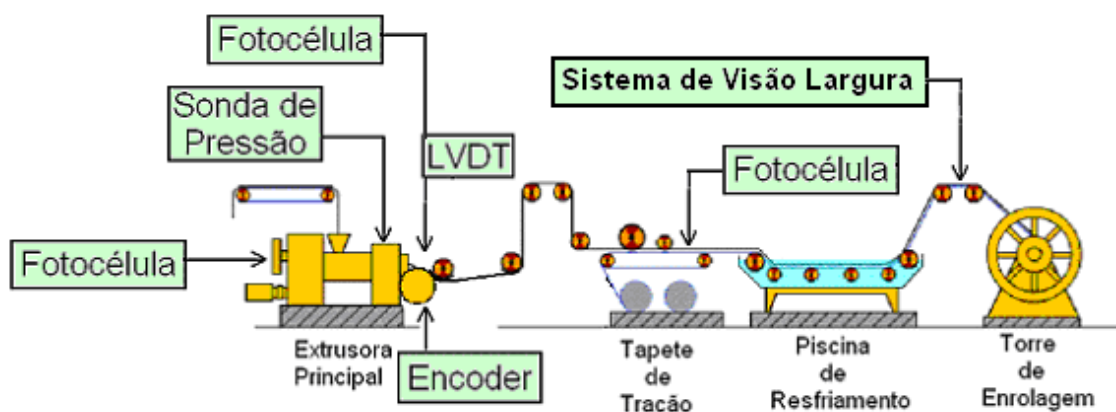 Fotocélula
Sistema de Visão Largura
Sonda de
Pressão
LVDT
Fotocélula
Fotocélula
Extrusora
Principal
Encoder
Tapete
de
Tração
Piscina
de
Resfriamento
Torre
de
Enrolagem